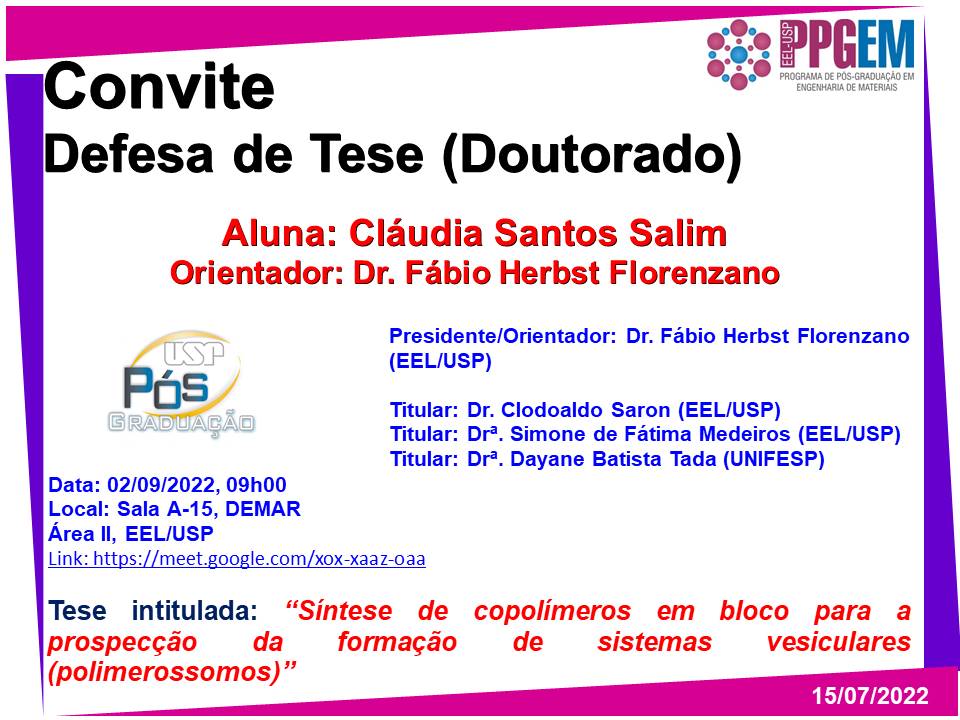 EEL-USP
PPGEM
PROGRAMA DE PÓS-GRADUAÇÃO EM
ENGENHARIA DE MATERIAIS
Convite
Defesa de Tese (Doutorado)
Aluna: Cláudia Santos Salim
Orientador: Dr. Fábio Herbst Florenzano
USP
PÓS
GRADUAÇÃO
Presidente/Orientador: Dr. Fábio Herbst Florenzano
(EEL/USP)
Titular: Dr. Clodoaldo Saron (EEL/USP)
Titular: Drª. Simone de Fátima Medeiros (EEL/USP)
Titular: Drª. Dayane Batista Tada (UNIFESP)
Data: 02/09/2022, 09h00
Local: Sala A-15, DEMAR
Área II, EEL/USP
Link: https://meet.google.com/xox-xaaz-oaa
Tese intitulada: “Síntese de copolímeros em bloco para a
prospecção da formação de sistemas vesiculares
(polimerossomos)”
15/07/2022